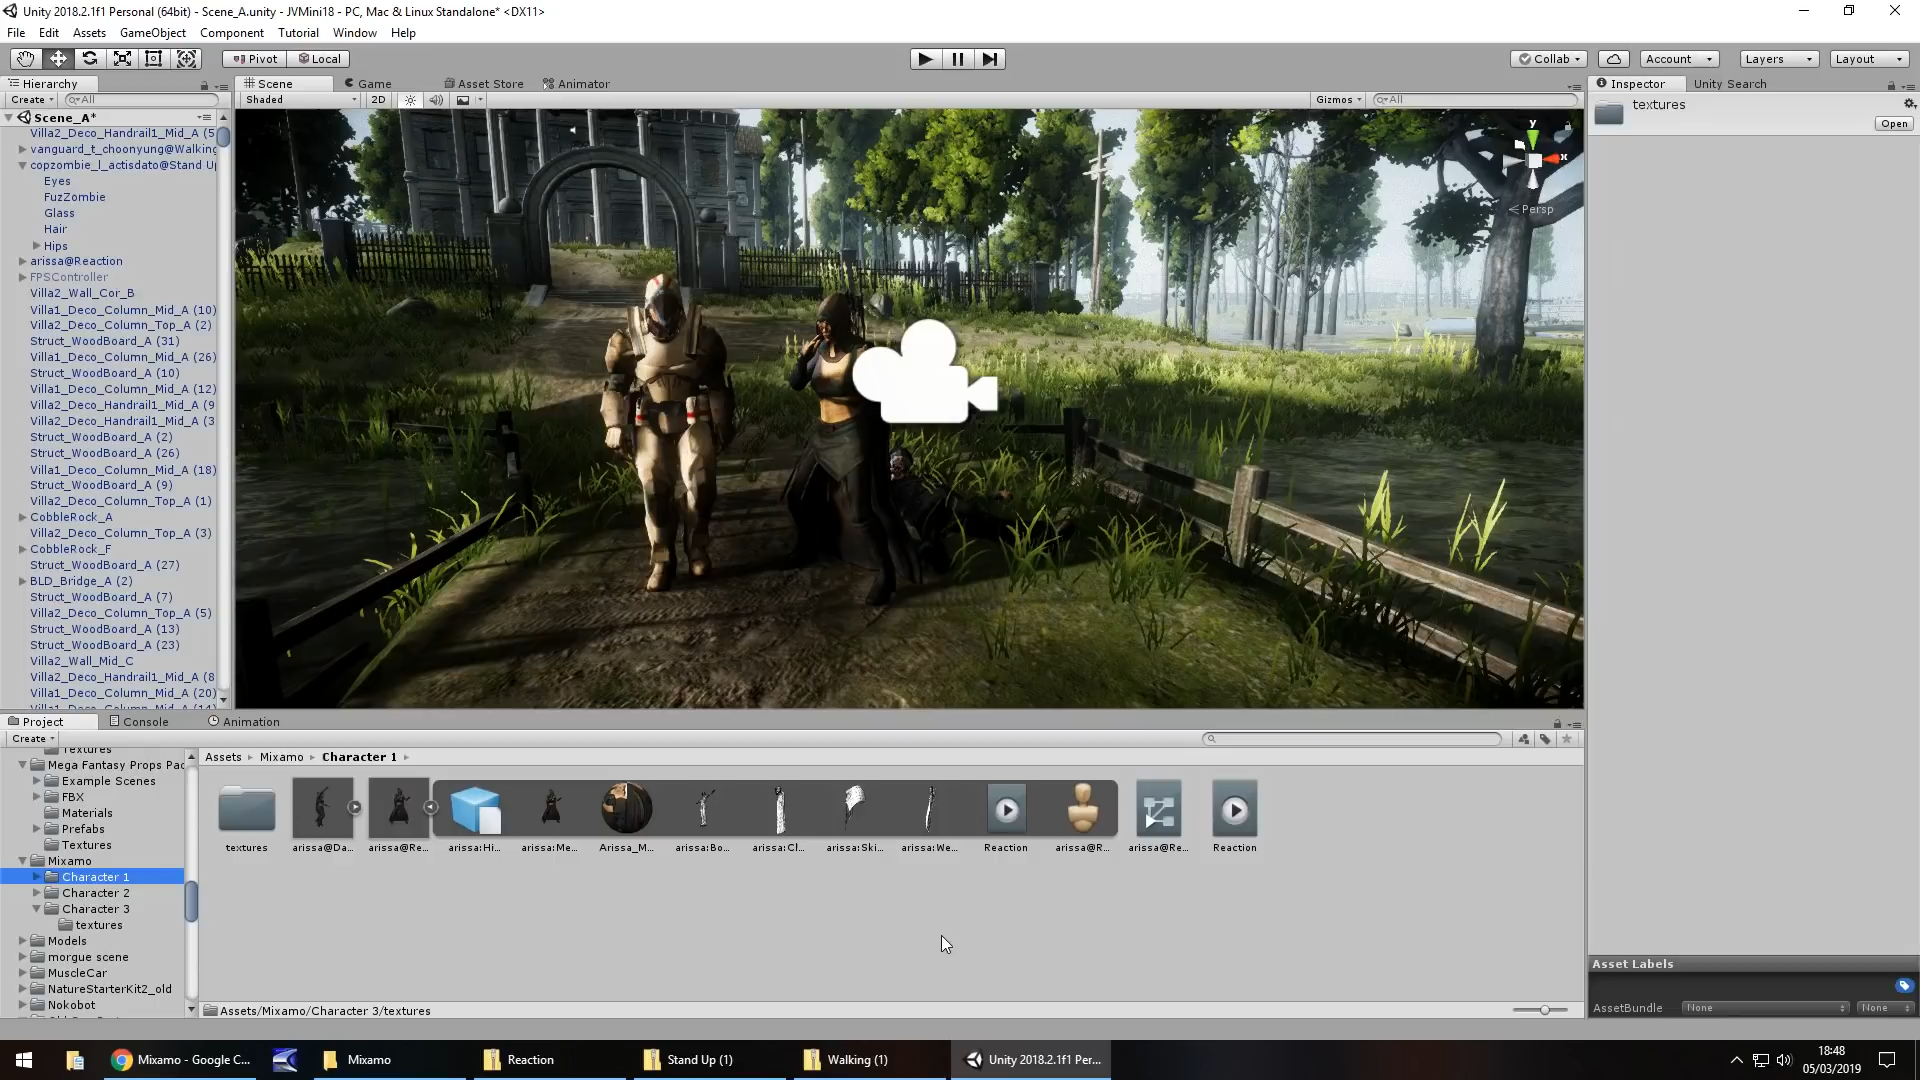 Unity 2018.2.1f1 Personal (64bit) - Scene_A.unity - JVMini18 - PC, Mac & Linux Standalone* <DX11>
File Edit Assets GameObject Component Tutorial Window Help
Pivot Local Collab Account Layers Layout
Hierarchy Scene Game Asset Store Animator Inspector Unity Search
Create All Shaded 2D Gizmos All textures
Open
Scene_A*
Villa2_Deco_Handrail1_Mid_A (5
vanguard_t_choonyung@Walking
copzombie_l_actisdato@Stand Up
Eyes
FuzZombie
Glass
Hair
Hips
arissa@Reaction
FPSController
Villa2_Wall_Cor_B
Villa1_Deco_Column_Mid_A (10)
Villa2_Deco_Column_Top_A (2)
Struct_WoodBoard_A (31)
Villa1_Deco_Column_Mid_A (26)
Struct_WoodBoard_A (10)
Villa1_Deco_Column_Mid_A (12)
Villa2_Deco_Handrail1_Mid_A (9
Villa2_Deco_Handrail1_Mid_A (3
Struct_WoodBoard_A (2)
Struct_WoodBoard_A (26)
Villa1_Deco_Column_Mid_A (18)
Struct_WoodBoard_A (9)
Villa2_Deco_Column_Top_A (1)
CobbleRock_A
Villa2_Deco_Column_Top_A (3)
CobbleRock_F
Struct_WoodBoard_A (27)
BLD_Bridge_A (2)
Struct_WoodBoard_A (7)
Villa2_Deco_Column_Top_A (5)
Struct_WoodBoard_A (13)
Struct_WoodBoard_A (23)
Villa2_Wall_Mid_C
Villa2_Deco_Handrail1_Mid_A (8
Villa1_Deco_Column_Mid_A (20)
Villa1_Deco_Column_Mid_A (14)
y
x
Persp
Project Console Animation
Create
Textures
Mega Fantasy Props Pac
Example Scenes
FBX
Materials
Prefabs
Textures
Mixamo
Character 1
Character 2
Character 3
textures
Models
morgue scene
MuscleCar
NatureStarterKit2_old
Nokobot
Assets Mixamo Character 1
textures arissa@Da... arissa@Re... arissa:Hi... arissa:Me... Arissa_M... arissa:Bo... arissa:Cl... arissa:Ski... arissa:We... Reaction arissa@R... arissa@Re... Reaction
Assets/Mixamo/Character 3/textures
Asset Labels
AssetBundle None None
Mixamo - Google C... Mixamo Reaction Stand Up (1) Walking (1) Unity 2018.2.1f1 Per...
18:48
05/03/2019